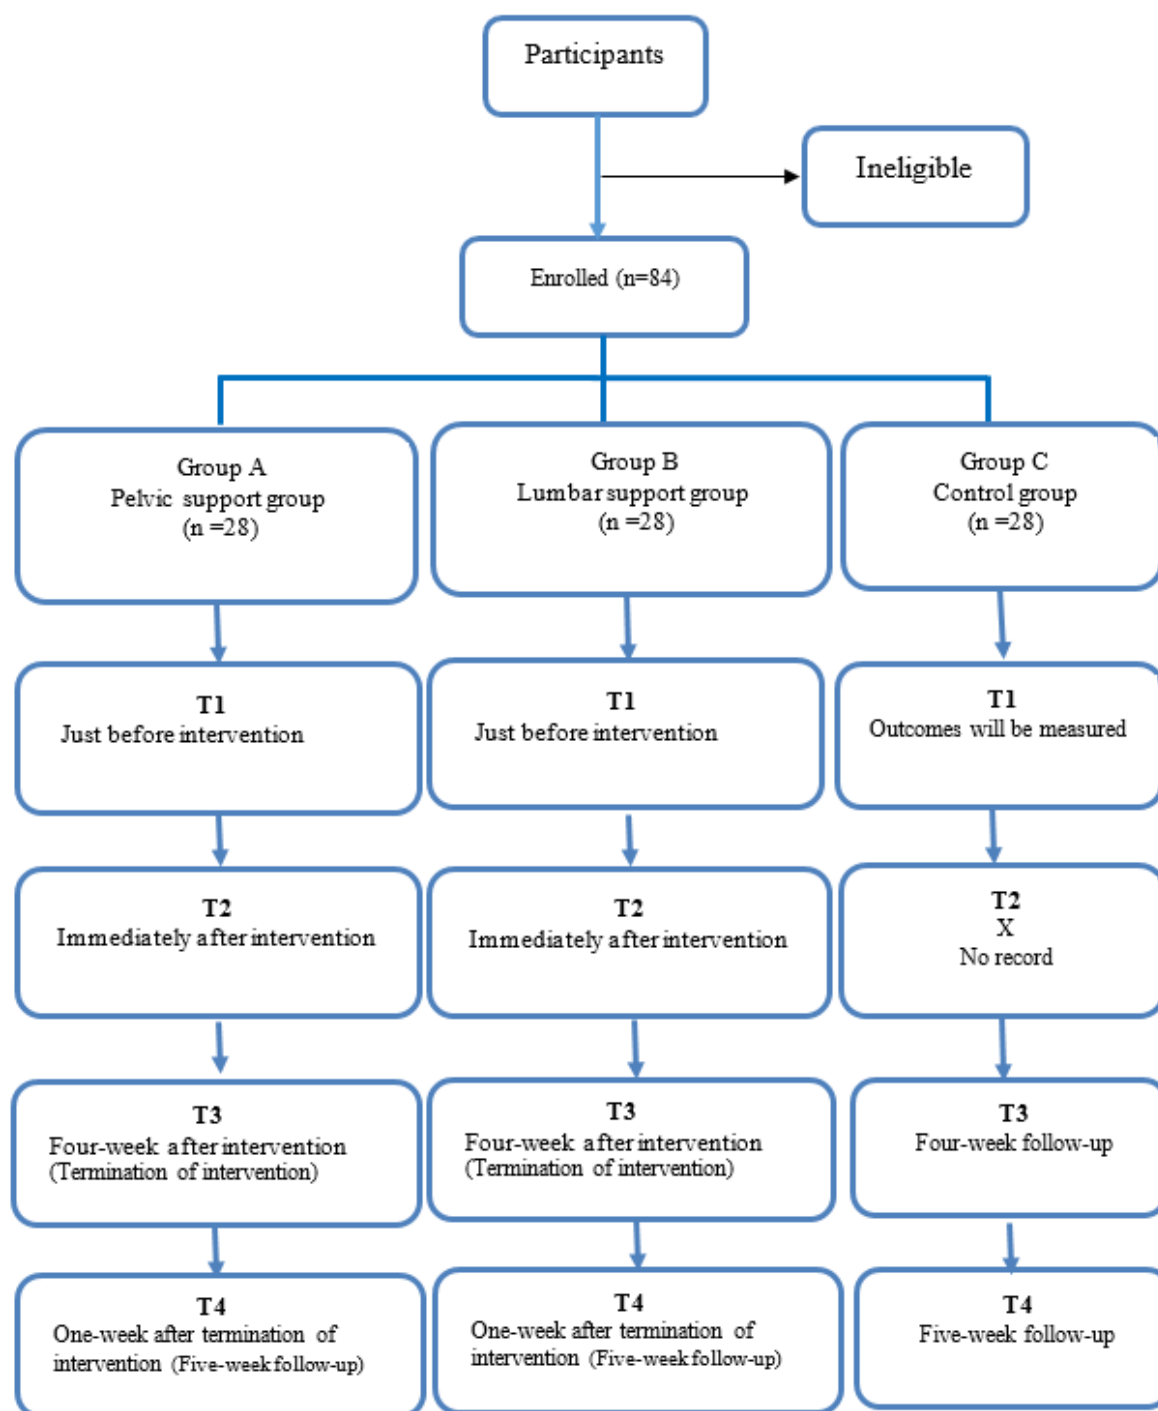 Participants
Ineligible
Enrolled (n=84)
Group A
Pelvic support group
(n =28)
Group B
Lumbar support group
(n =28)
Group C
Control group
(n =28)
T1
Just before intervention
T1
Just before intervention
T1
Outcomes will be measured
T2
Immediately after intervention
T2
Immediately after intervention
T2
X
No record
T3
Four-week after intervention
(Termination of intervention)
T3
Four-week after intervention
(Termination of intervention)
T3
Four-week follow-up
T4
One-week after termination of
intervention (Five-week follow-up)
T4
One-week after termination of
intervention (Five-week follow-up)
T4
Five-week follow-up